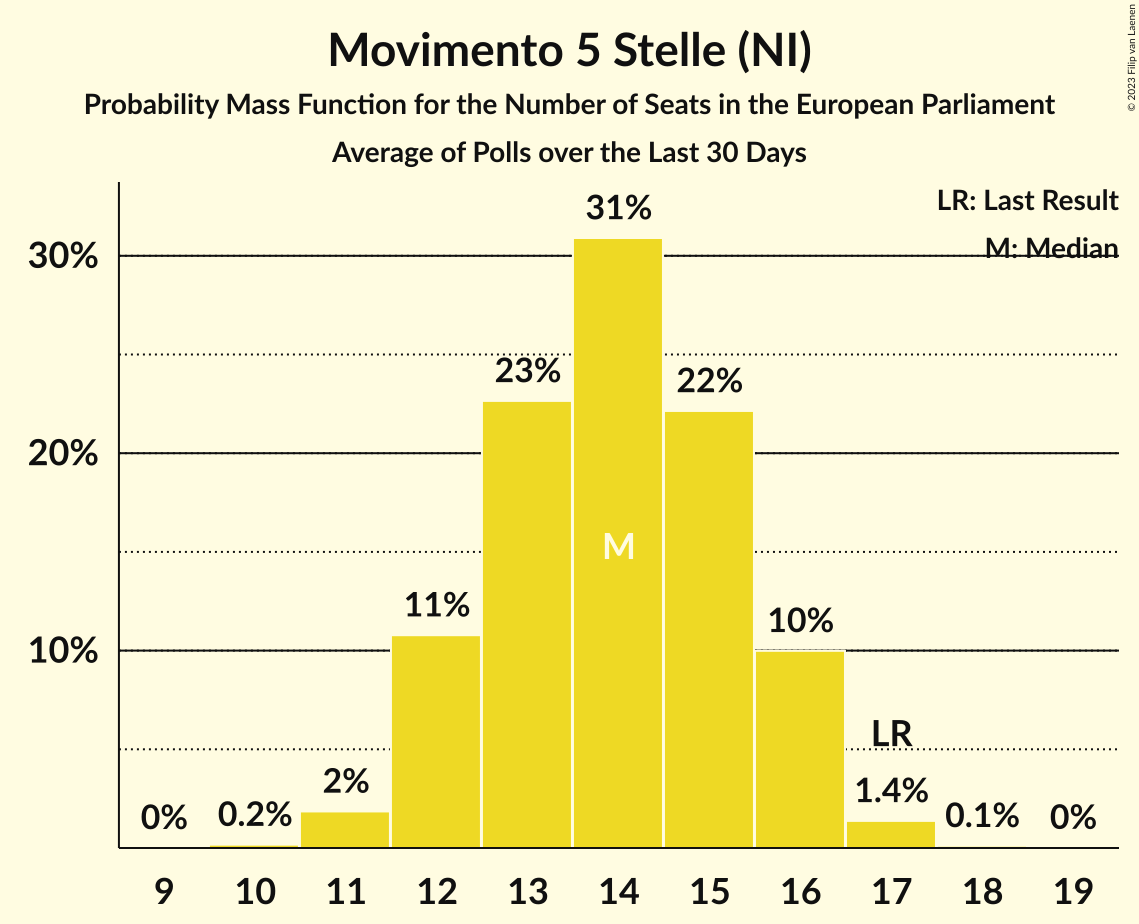 Movimento 5 Stelle (NI)
Probability Mass Function for the Number of Seats in the European Parliament
Average of Polls over the Last 30 Days
© 2023 Filip van Laenen
LR: Last Result
M: Median
30%
20%
10%
0%
0.2%
2%
11%
23%
31%
22%
10%
1.4%
0.1%
0%
M
LR
9 10 11 12 13 14 15 16 17 18 19